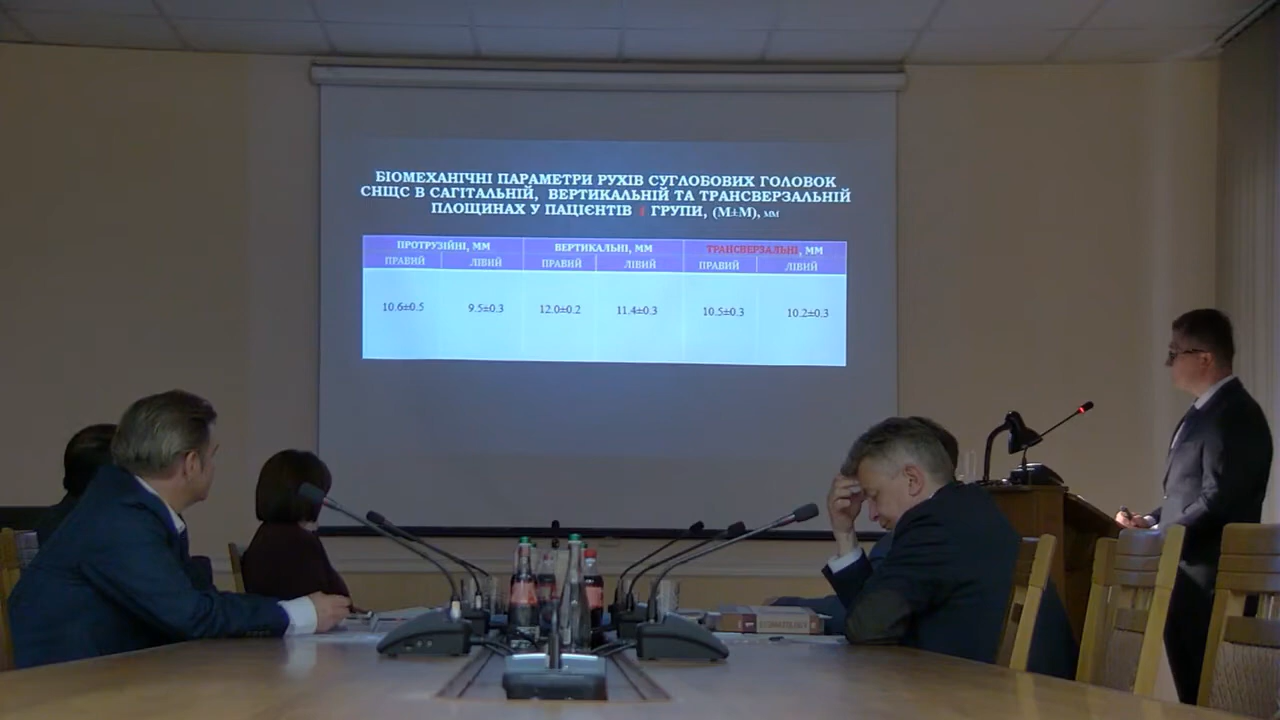 БІОМЕХАНІЧНІ ПАРАМЕТРИ РУХІВ СУГЛОБОВИХ ГОЛОВОК
СНЩС В САГІТАЛЬНІЙ, ВЕРТИКАЛЬНІЙ ТА ТРАНСВЕРЗАЛЬНІЙ
ПЛОЩИНАХ У ПАЦІЄНТІВ ГРУПИ, (М±М), ММ
ПРОТРУЗІЙНІ, ММ ВЕРТИКАЛЬНІ, ММ ТРАНСВЕРЗАЛЬНІ, ММ
ПРАВИЙ ЛІВИЙ ПРАВИЙ ЛІВИЙ ПРАВИЙ ЛІВИЙ
10.6±0.5 9.5±0.3 12.0±0.2 11.4±0.3 10.5±0.3 10.2±0.3